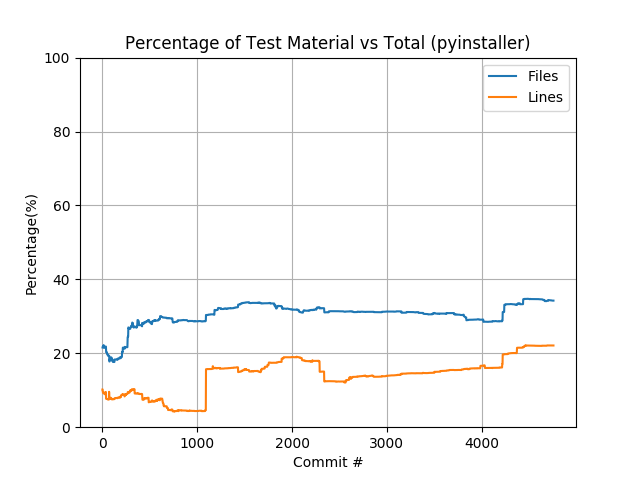 Percentage of Test Material vs Total (pyinstaller)
Files
Lines
100
80
60
40
20
0
Percentage(%)
0 1000 2000 3000 4000
Commit #